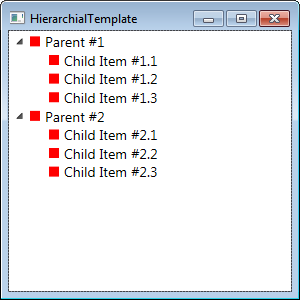 HierarchialTemplate
Parent #1
Child Item #1.1
Child Item #1.2
Child Item #1.3
Parent #2
Child Item #2.1
Child Item #2.2
Child Item #2.3